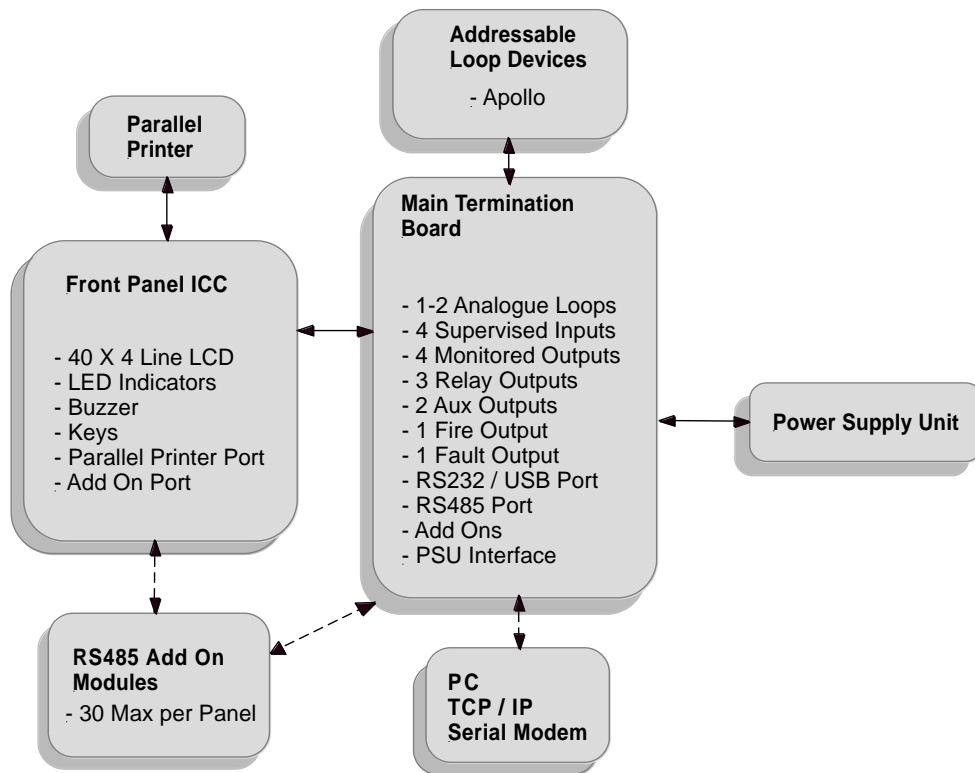 Addressable
Loop Devices
- Apollo
Parallel
Printer
Main Termination
Board
- 1-2 Analogue Loops
- 4 Supervised Inputs
- 4 Monitored Outputs
- 3 Relay Outputs
- 2 Aux Outputs
- 1 Fire Output
- 1 Fault Output
- RS232 / USB Port
- RS485 Port
- Add Ons
- PSU Interface
Front Panel ICC
- 40 X 4 Line LCD
- LED Indicators
- Buzzer
- Keys
- Parallel Printer Port
- Add On Port
Power Supply Unit
RS485 Add On
Modules
- 30 Max per Panel
PC
TCP / IP
Serial Modem